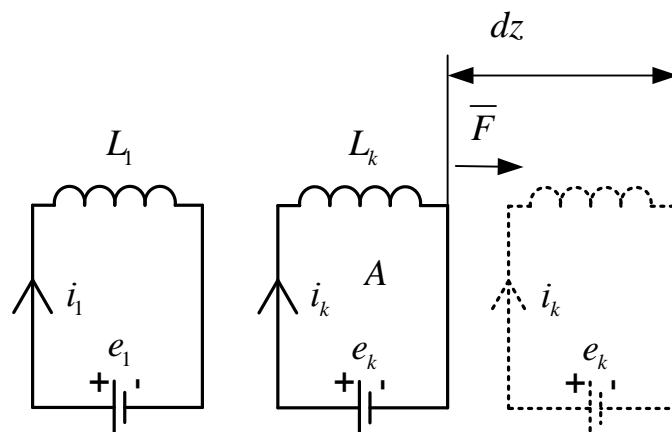 dz
F̅
L₁
Lₖ
A
i₁
iₖ
iₖ
e₁
eₖ
eₖ
+ -
+ -
+ -